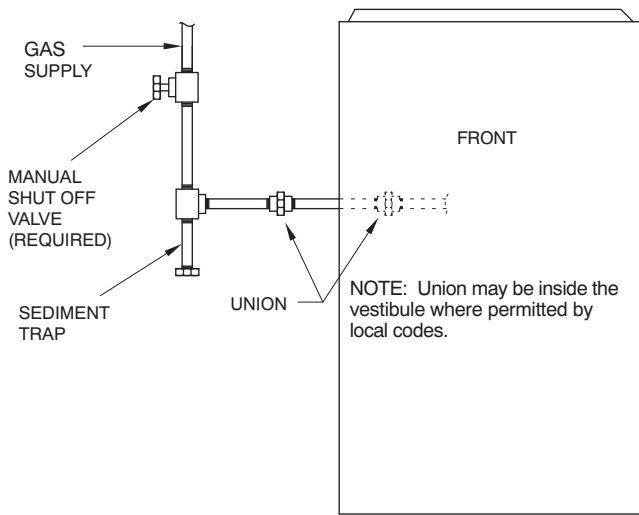 GAS
SUPPLY
FRONT
MANUAL
SHUT OFF
VALVE
(REQUIRED)
SEDIMENT
TRAP
UNION
NOTE:  Union may be inside the
vestibule where permitted by
local codes.